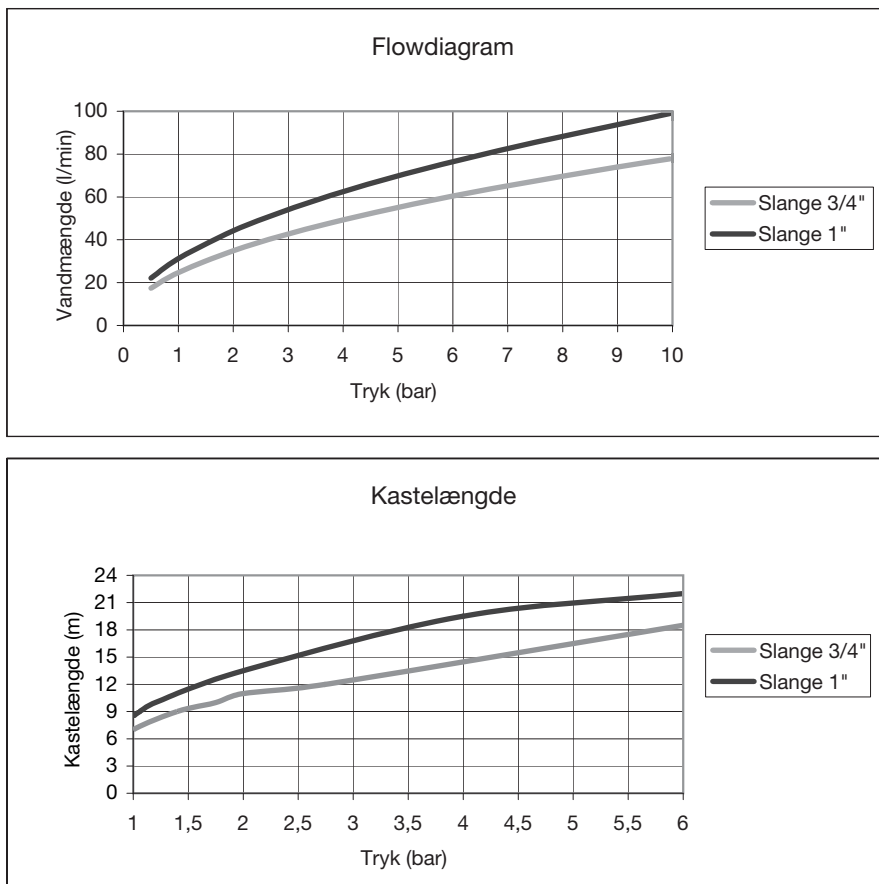 Flowdiagram
Vandmængde (l/min)
100
80
60
40
20
0
0 1 2 3 4 5 6 7 8 9 10
Tryk (bar)
Slange 3/4"
Slange 1"
Kastelængde
Kastelængde (m)
24
21
18
15
12
9
6
3
0
1 1,5 2 2,5 3 3,5 4 4,5 5 5,5 6
Tryk (bar)
Slange 3/4"
Slange 1"